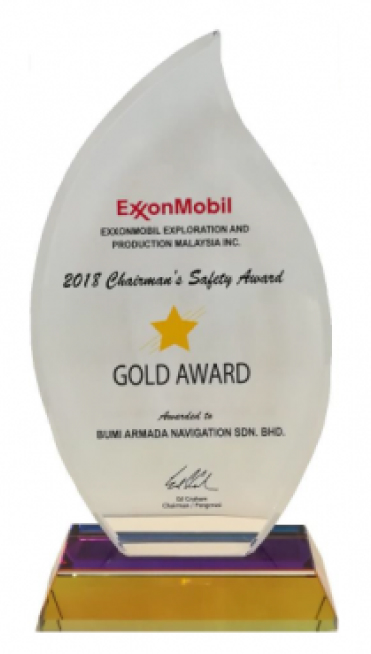 ExxonMobil
EXXONMOBIL EXPLORATION AND
PRODUCTION MALAYSIA INC.
2018 Chairman's Safety Award
GOLD AWARD
Awarded to
BUMI ARMADA NAVIGATION SDN. BHD.
Graham
Chairman / Pengerusi